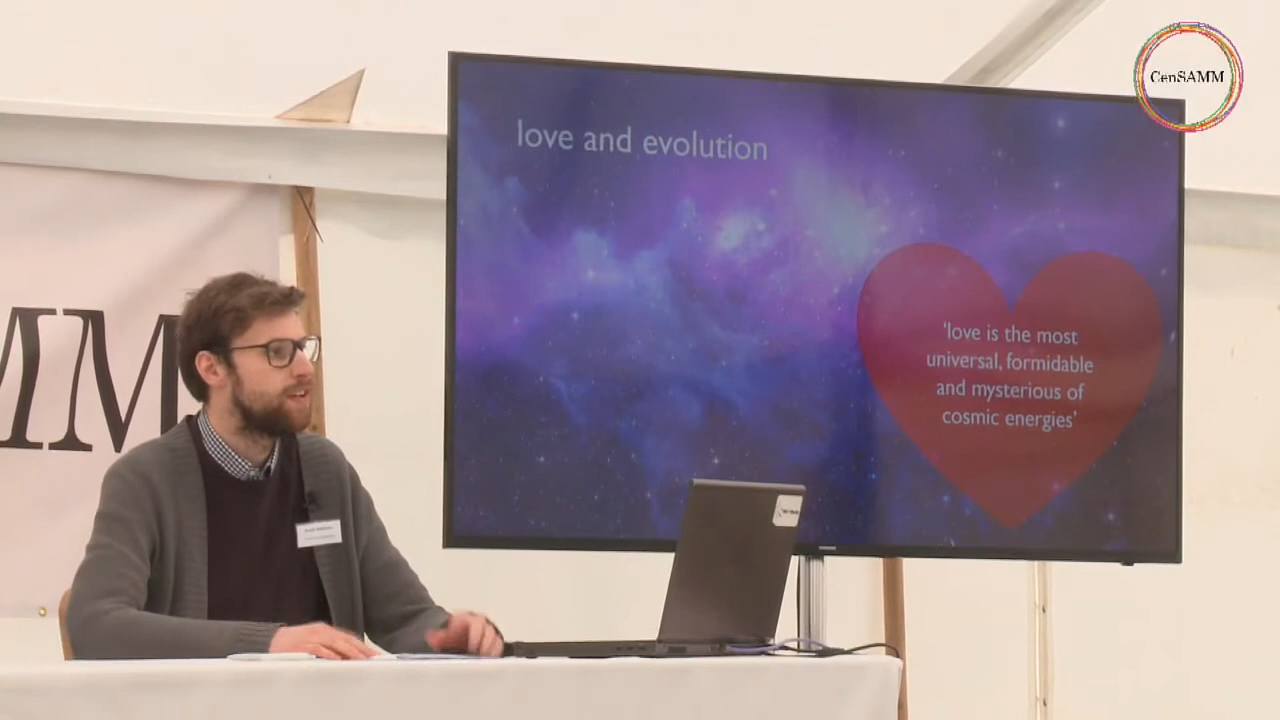 CenSAMM
love and evolution
'love is the most
universal, formidable
and mysterious of
cosmic energies'
MM